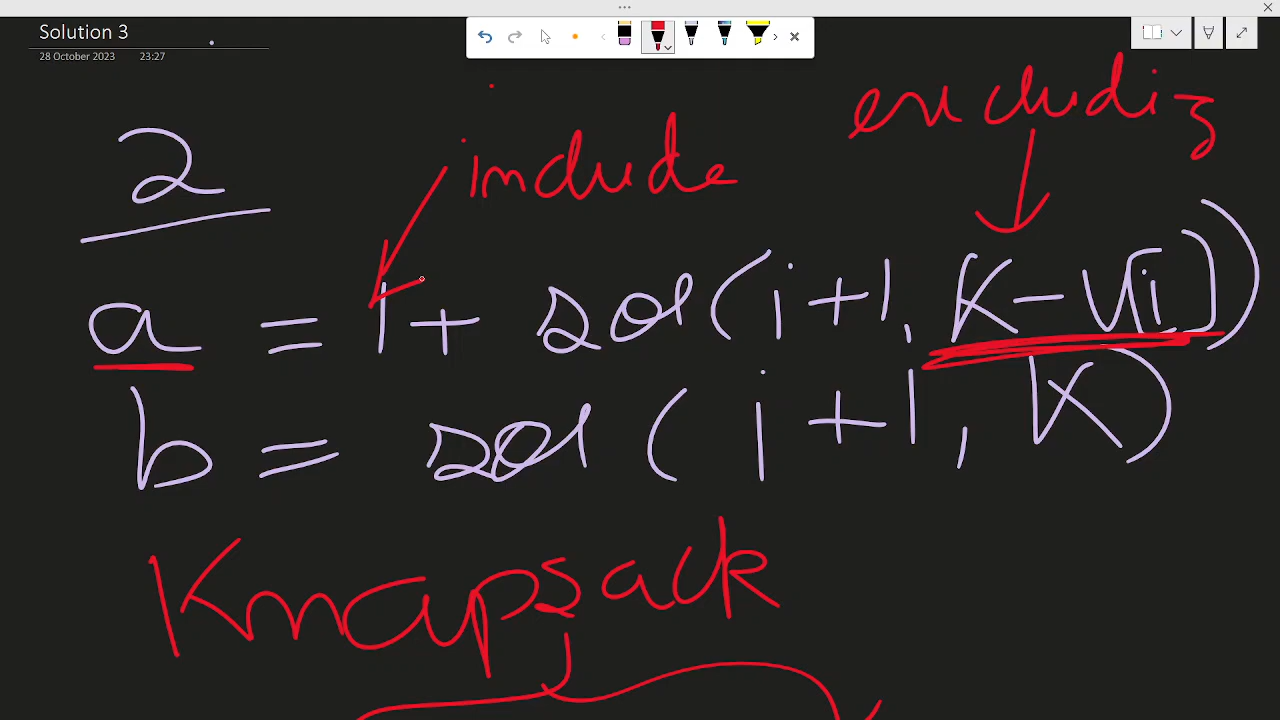 Solution 3
28 October 2023 23:27
excluding
include
2
a = 1 + sol(i+1, K-V[i])
b = sol(i+1, K)
Knapsack